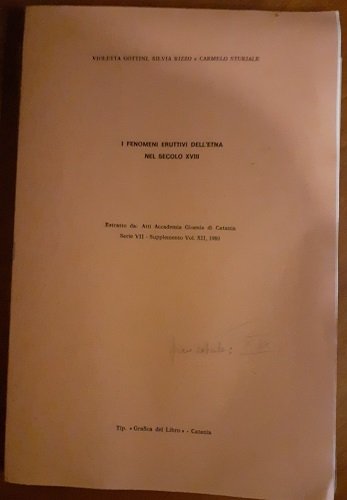 VIOLETTA GOTTINI, SILVIA RIZZO e CARMELO STURIALE
I FENOMENI ERUTTIVI DELL'ETNA
NEL SECOLO XVIII
Estratto da: Atti Accademia Gioenia di Catania
Serie VII - Supplemento Vol. XII, 1980
Tip. «Grafica del Libro» - Catania